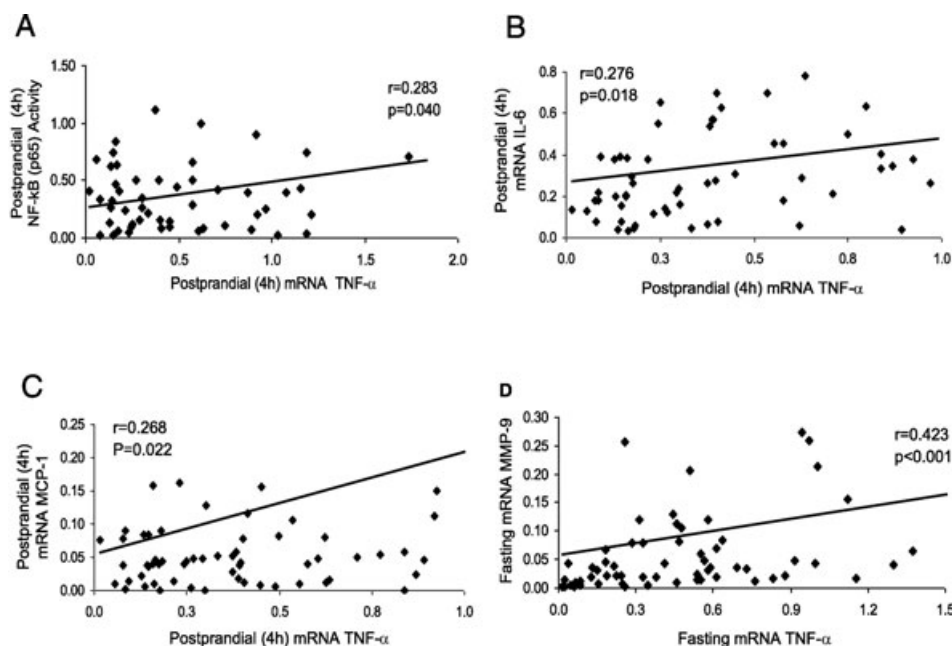 A
Postprandial (4h)
NF-kB (p65) Activity
1.50
1.00
0.50
0.00
r=0.283
p=0.040
0.0 0.5 1.0 1.5 2.0
Postprandial (4h) mRNA TNF-α
B
Postprandial (4h)
mRNA IL-6
0.8
0.6
0.4
0.2
0.0
r=0.276
p=0.018
0.0 0.3 0.5 0.8 1.0
Postprandial (4h) mRNA TNF-α
C
Postprandial (4h)
mRNA MCP-1
0.25
0.20
0.15
0.10
0.05
0.00
r=0.268
P=0.022
0.0 0.3 0.5 0.8 1.0
Postprandial (4h) mRNA TNF-α
D
Fasting mRNA MMP-9
0.30
0.25
0.20
0.15
0.10
0.05
0.00
r=0.423
p<0.001
0.0 0.3 0.6 0.9 1.2 1.5
Fasting mRNA TNF-α